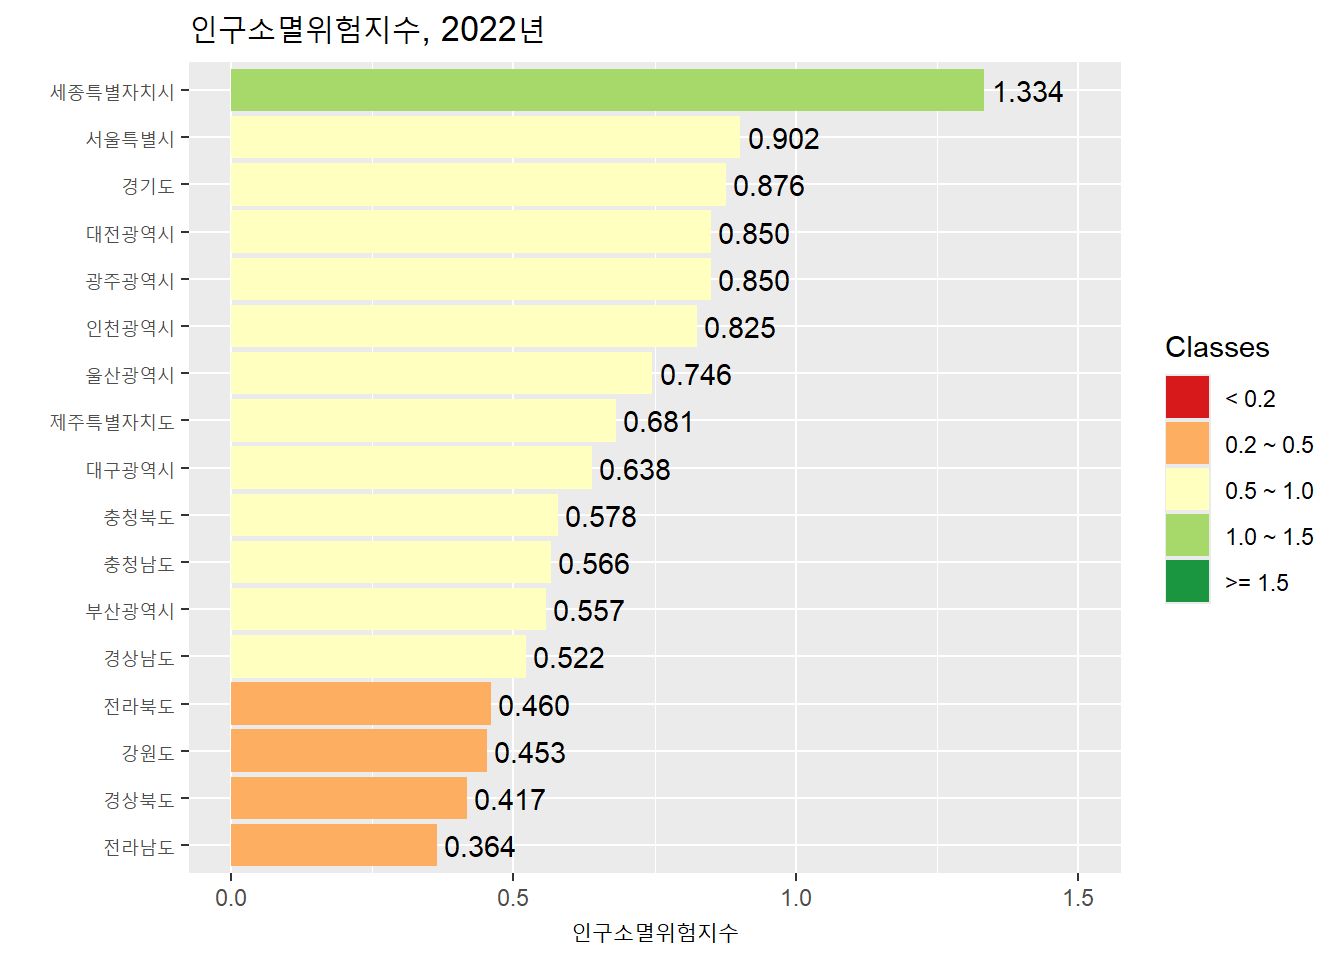 인구소멸위험지수, 2022년
세종특별자치시 1.334
서울특별시 0.902
경기도 0.876
대전광역시 0.850
광주광역시 0.850
인천광역시 0.825
울산광역시 0.746
제주특별자치도 0.681
대구광역시 0.638
충청북도 0.578
충청남도 0.566
부산광역시 0.557
경상남도 0.522
전라북도 0.460
강원도 0.453
경상북도 0.417
전라남도 0.364
0.0 0.5 1.0 1.5
인구소멸위험지수
Classes
< 0.2
0.2 ~ 0.5
0.5 ~ 1.0
1.0 ~ 1.5
>= 1.5